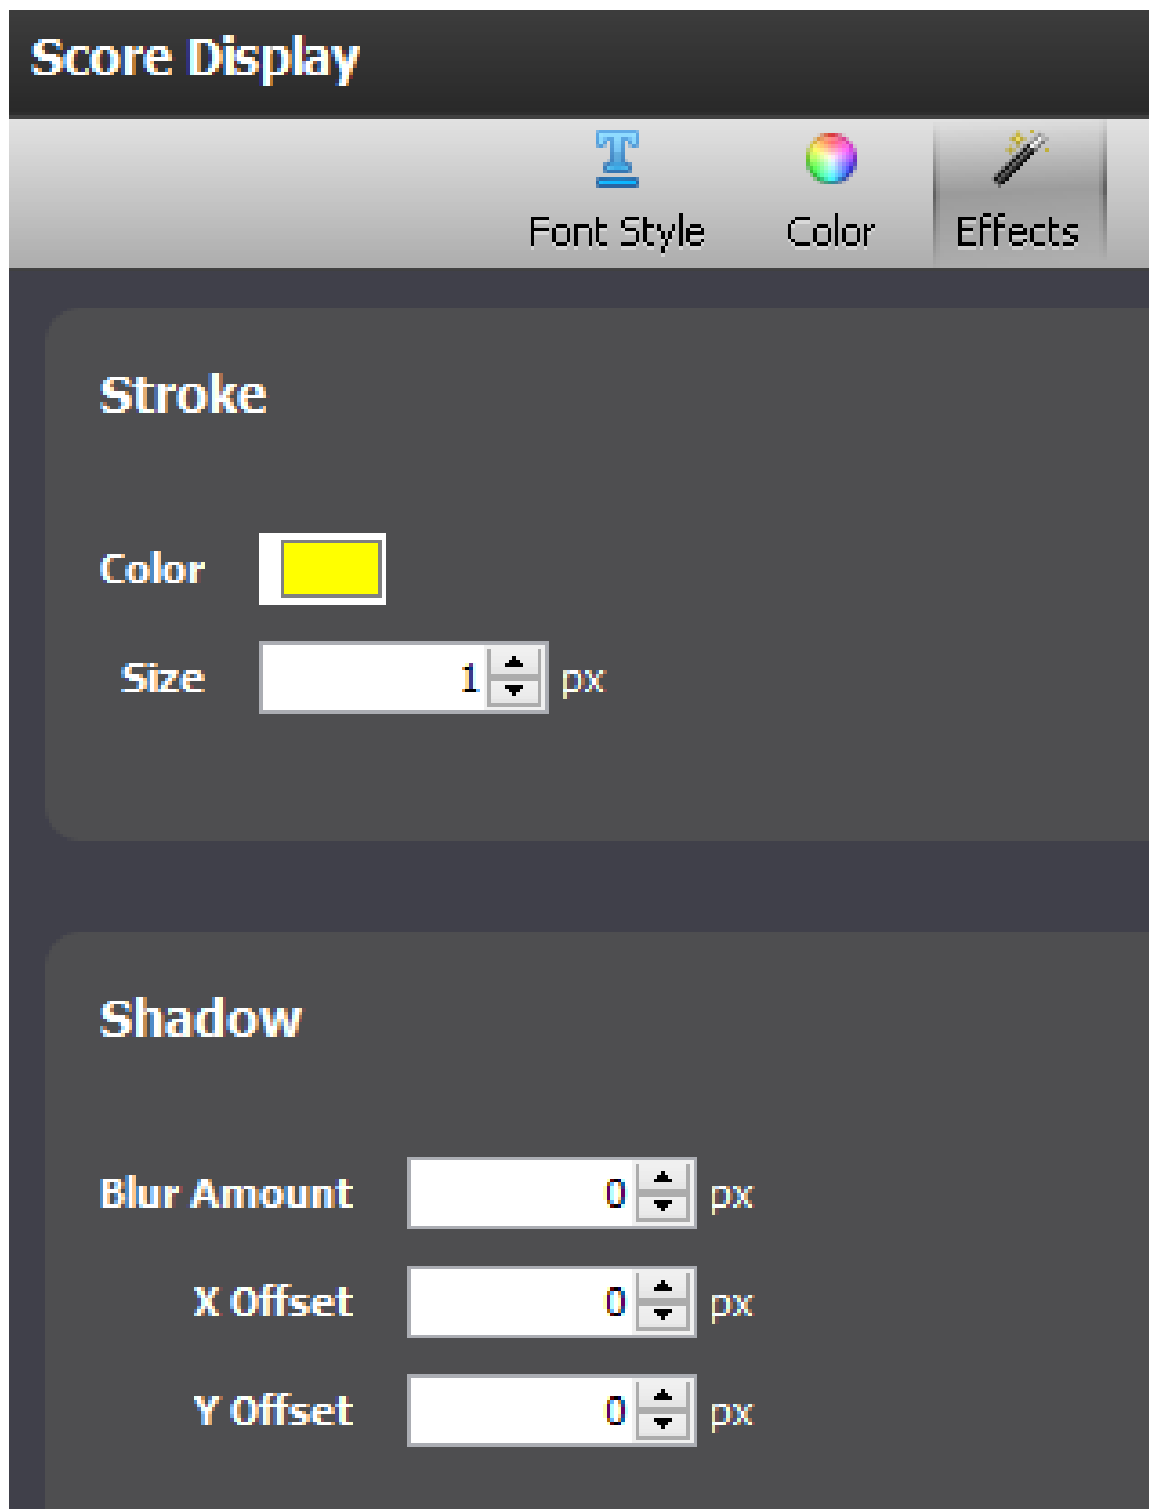 Score Display
Font Style Color Effects
Stroke
Color
Size 1 px
Shadow
Blur Amount 0 px
X Offset 0 px
Y Offset 0 px